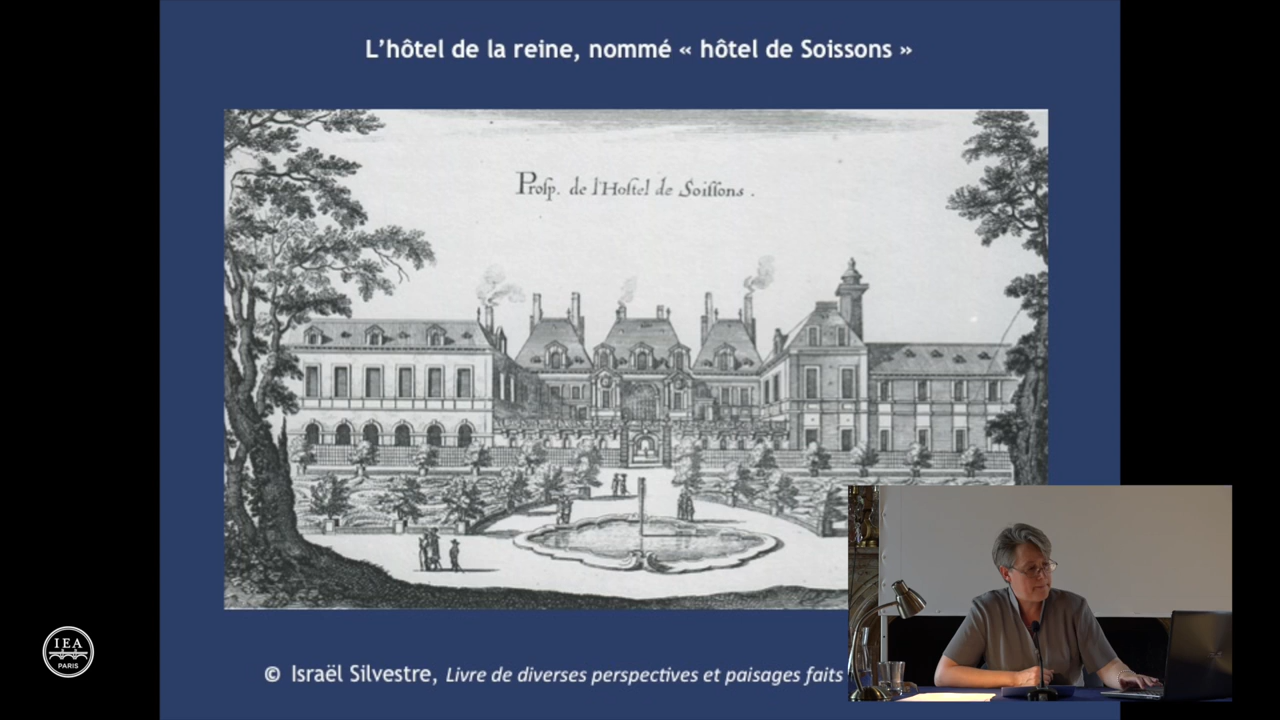 L'hôtel de la reine, nommé « hôtel de Soissons »
Prosp. de l'Hostel de Soissons .
© Israël Silvestre, Livre de diverses perspectives et paysages faits
IEA
PARIS